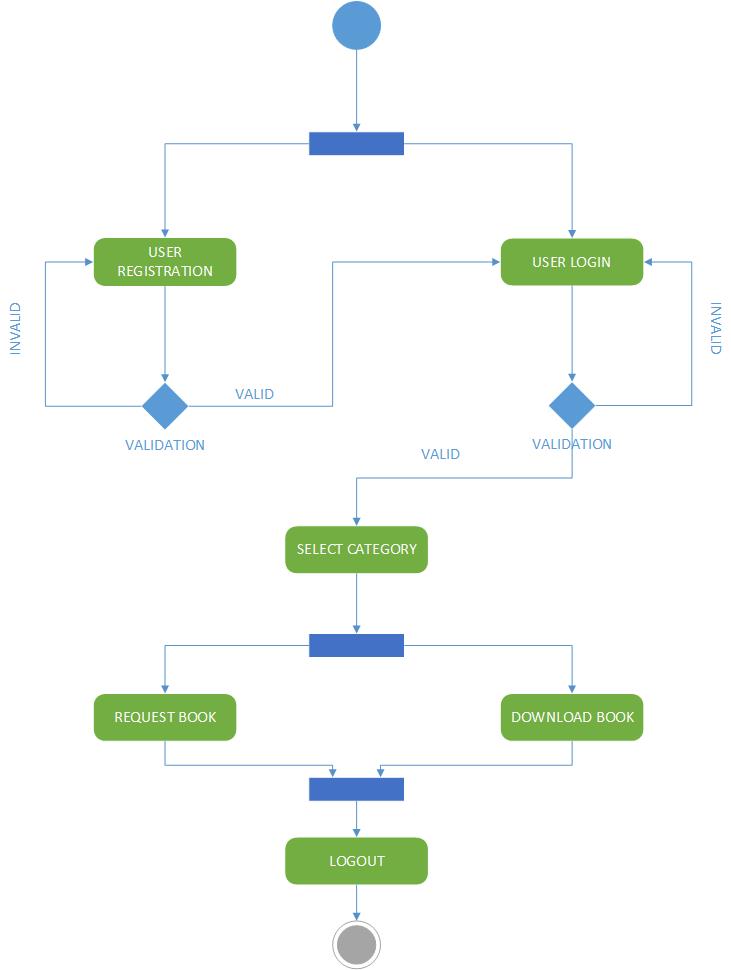 USER
REGISTRATION
USER LOGIN
INVALID
INVALID
VALID
VALIDATION
VALIDATION
VALID
SELECT CATEGORY
REQUEST BOOK
DOWNLOAD BOOK
LOGOUT